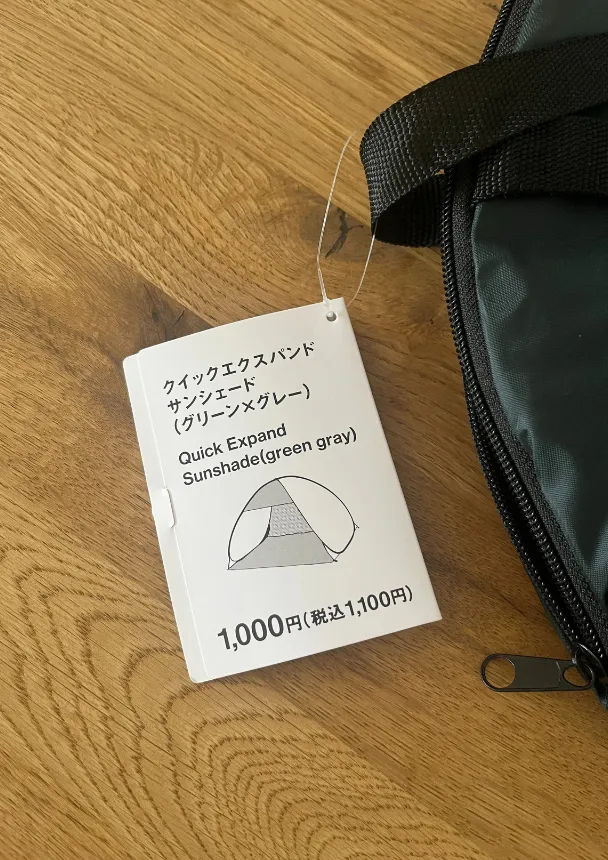 クイックエクスパンド
サンシェード
（グリーン×グレー）
Quick Expand
Sunshade(green gray)
1,000円（税込1,100円）